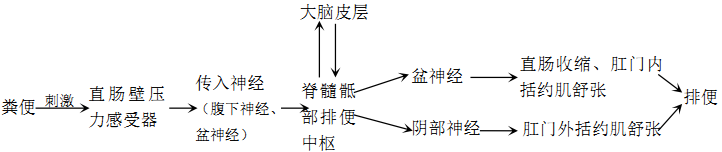 大脑皮层
粪便
刺激
直肠壁压
力感受器
传入神经
（腹下神经、
盆神经）
脊髓骶
部排便
中枢
盆神经
直肠收缩、肛门内
括约肌舒张
阴部神经
肛门外括约肌舒张
排便